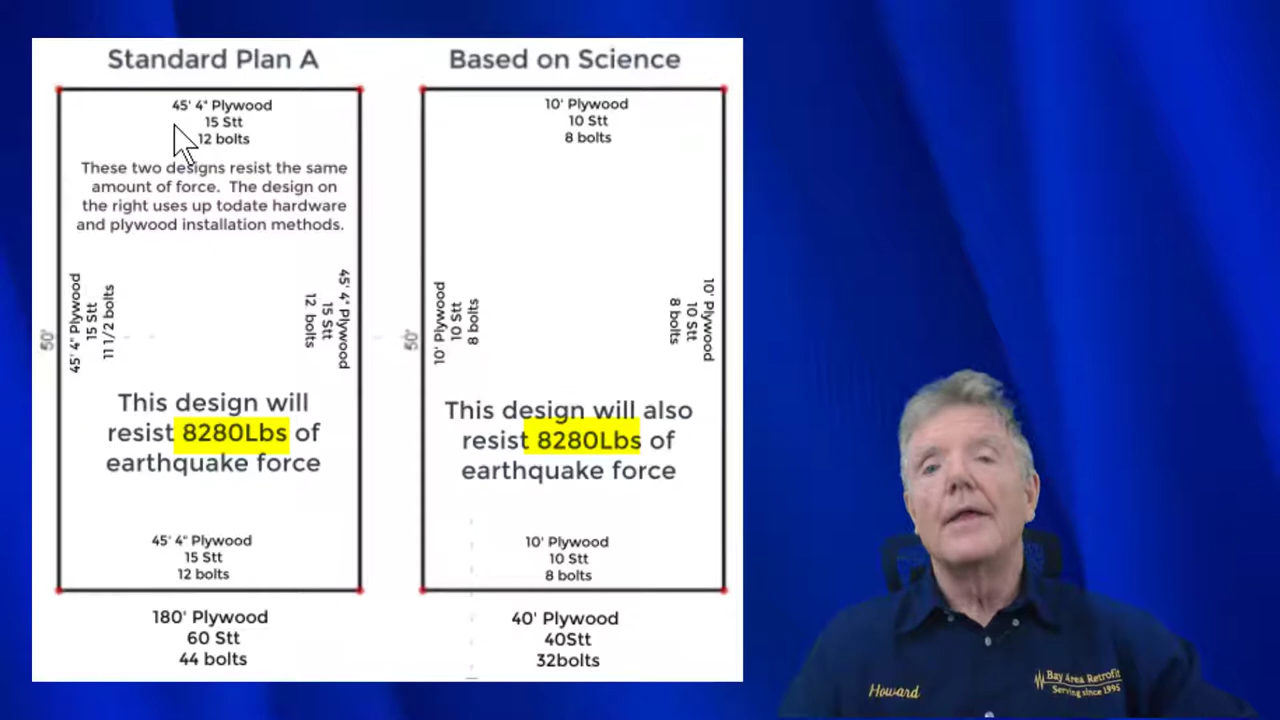 Standard Plan A
45' 4" Plywood
15 Stt
12 bolts
These two designs resist the same
amount of force. The design on
the right uses up todate hardware
and plywood installation methods.
50'
45' 4" Plywood
15 Stt
11 1/2 bolts
45' 4" Plywood
15 Stt
12 bolts
This design will
resist 8280Lbs of
earthquake force
45' 4" Plywood
15 Stt
12 bolts
180' Plywood
60 Stt
44 bolts
Based on Science
10' Plywood
10 Stt
8 bolts
50'
10' Plywood
10 Stt
8 bolts
10' Plywood
10 Stt
8 bolts
This design will also
resist 8280Lbs of
earthquake force
10' Plywood
10 Stt
8 bolts
40' Plywood
40Stt
32bolts
Howard
Bay Area Retrofit
Serving since 1995